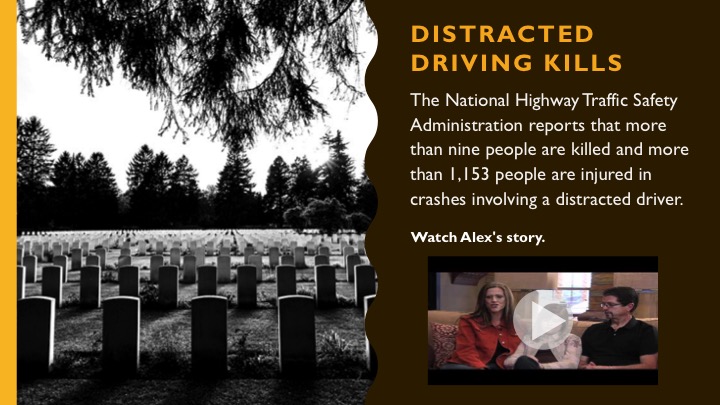 DISTRACTED
DRIVING KILLS
The National Highway Traffic Safety
Administration reports that more
than nine people are killed and more
than 1,153 people are injured in
crashes involving a distracted driver.
Watch Alex's story.